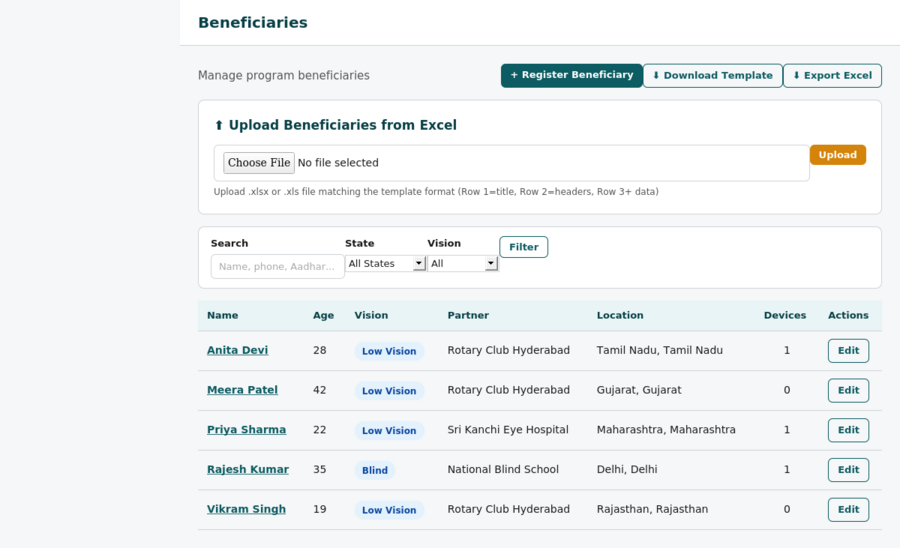 Beneficiaries
Manage program beneficiaries
+ Register Beneficiary
⬇ Download Template
⬇ Export Excel
⬆ Upload Beneficiaries from Excel
Choose File No file selected
Upload
Upload .xlsx or .xls file matching the template format (Row 1=title, Row 2=headers, Row 3+ data)
Search State Vision
Name, phone, Aadhar... All States All Filter
Name Age Vision Partner Location Devices Actions
Anita Devi 28 Low Vision Rotary Club Hyderabad Tamil Nadu, Tamil Nadu 1 Edit
Meera Patel 42 Low Vision Rotary Club Hyderabad Gujarat, Gujarat 0 Edit
Priya Sharma 22 Low Vision Sri Kanchi Eye Hospital Maharashtra, Maharashtra 1 Edit
Rajesh Kumar 35 Blind National Blind School Delhi, Delhi 1 Edit
Vikram Singh 19 Low Vision Rotary Club Hyderabad Rajasthan, Rajasthan 0 Edit